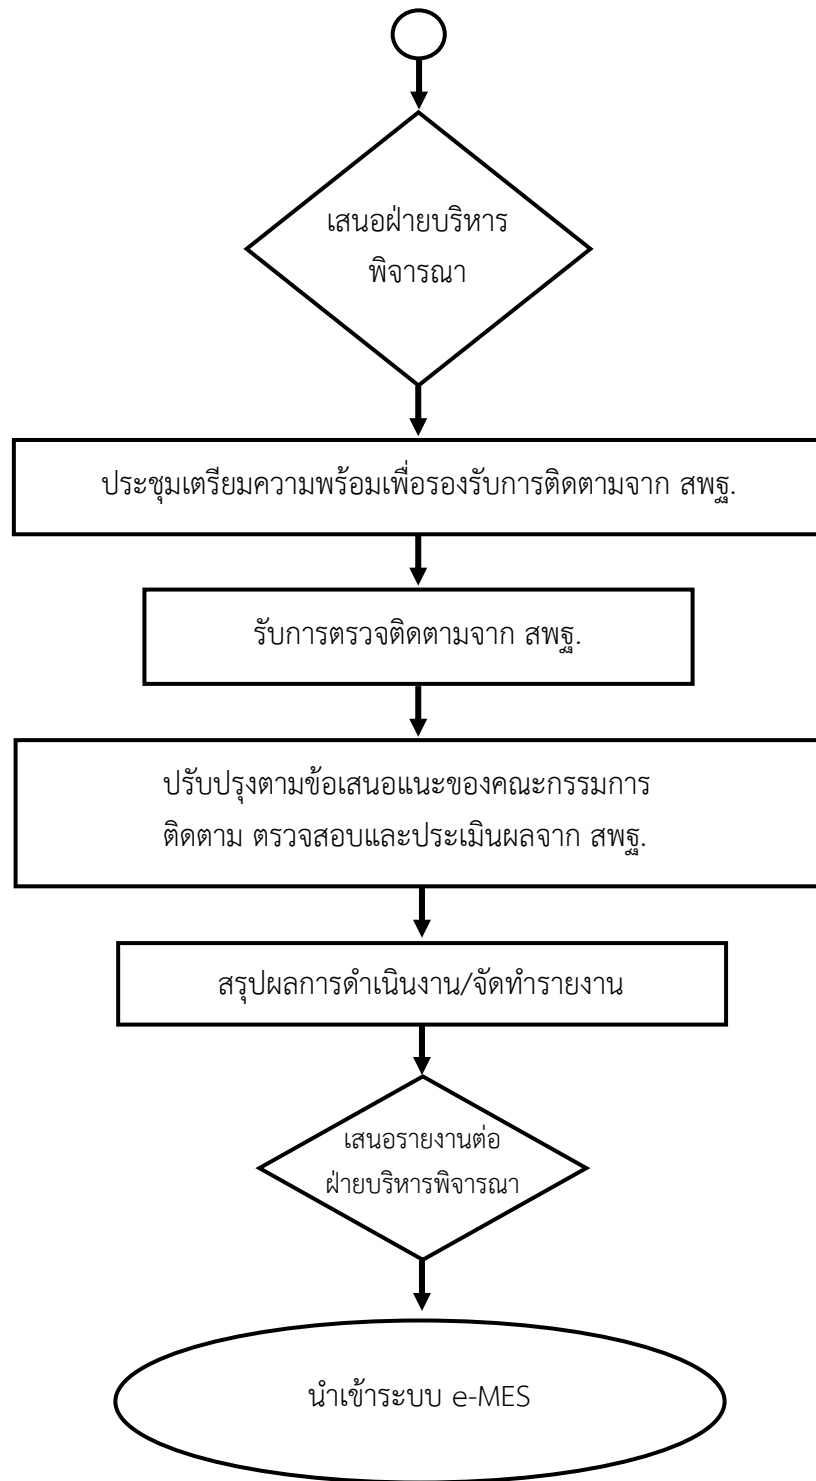 เสนอฝ่ายบริหาร
พิจารณา
ประชุมเตรียมความพร้อมเพื่อรองรับการติดตามจาก สพฐ.
รับการตรวจติดตามจาก สพฐ.
ปรับปรุงตามข้อเสนอแนะของคณะกรรมการ
ติดตาม ตรวจสอบและประเมินผลจาก สพฐ.
สรุปผลการดำเนินงาน/จัดทำรายงาน
เสนอรายงานต่อ
ฝ่ายบริหารพิจารณา
นำเข้าระบบ e-MES